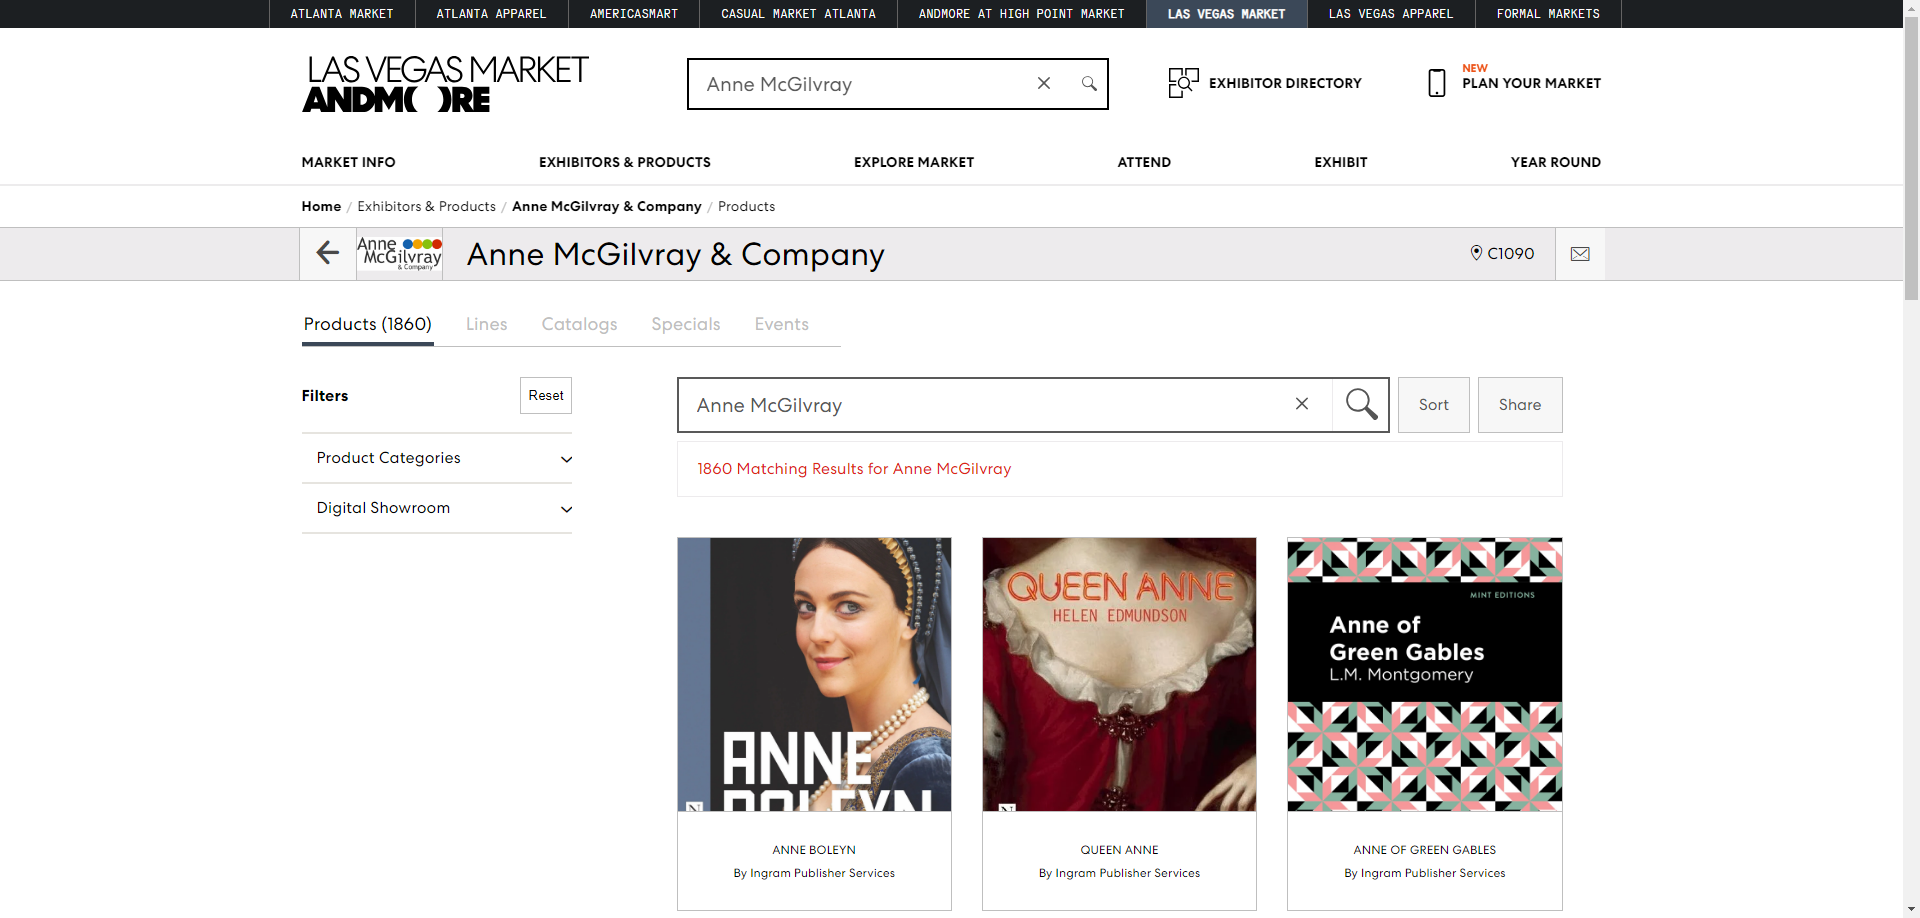 ATLANTA MARKET
ATLANTA APPAREL
AMERICASMART
CASUAL MARKET ATLANTA
ANDMORE AT HIGH POINT MARKET
LAS VEGAS MARKET
LAS VEGAS APPAREL
FORMAL MARKETS
LAS VEGAS MARKET
ANDMORE
Anne McGilvray
EXHIBITOR DIRECTORY
NEW
PLAN YOUR MARKET
MARKET INFO
EXHIBITORS & PRODUCTS
EXPLORE MARKET
ATTEND
EXHIBIT
YEAR ROUND
Home / Exhibitors & Products / Anne McGilvray & Company / Products
Anne
McGilvray
& Company
Anne McGilvray & Company
C1090
Products (1860)
Lines
Catalogs
Specials
Events
Filters
Reset
Product Categories
Digital Showroom
Anne McGilvray
Sort
Share
1860 Matching Results for Anne McGilvray
ANNE
BOLEYN
N
QUEEN ANNE
HELEN EDMUNDSON
N
MINT EDITIONS
Anne of
Green Gables
L.M. Montgomery
ANNE BOLEYN
By Ingram Publisher Services
QUEEN ANNE
By Ingram Publisher Services
ANNE OF GREEN GABLES
By Ingram Publisher Services